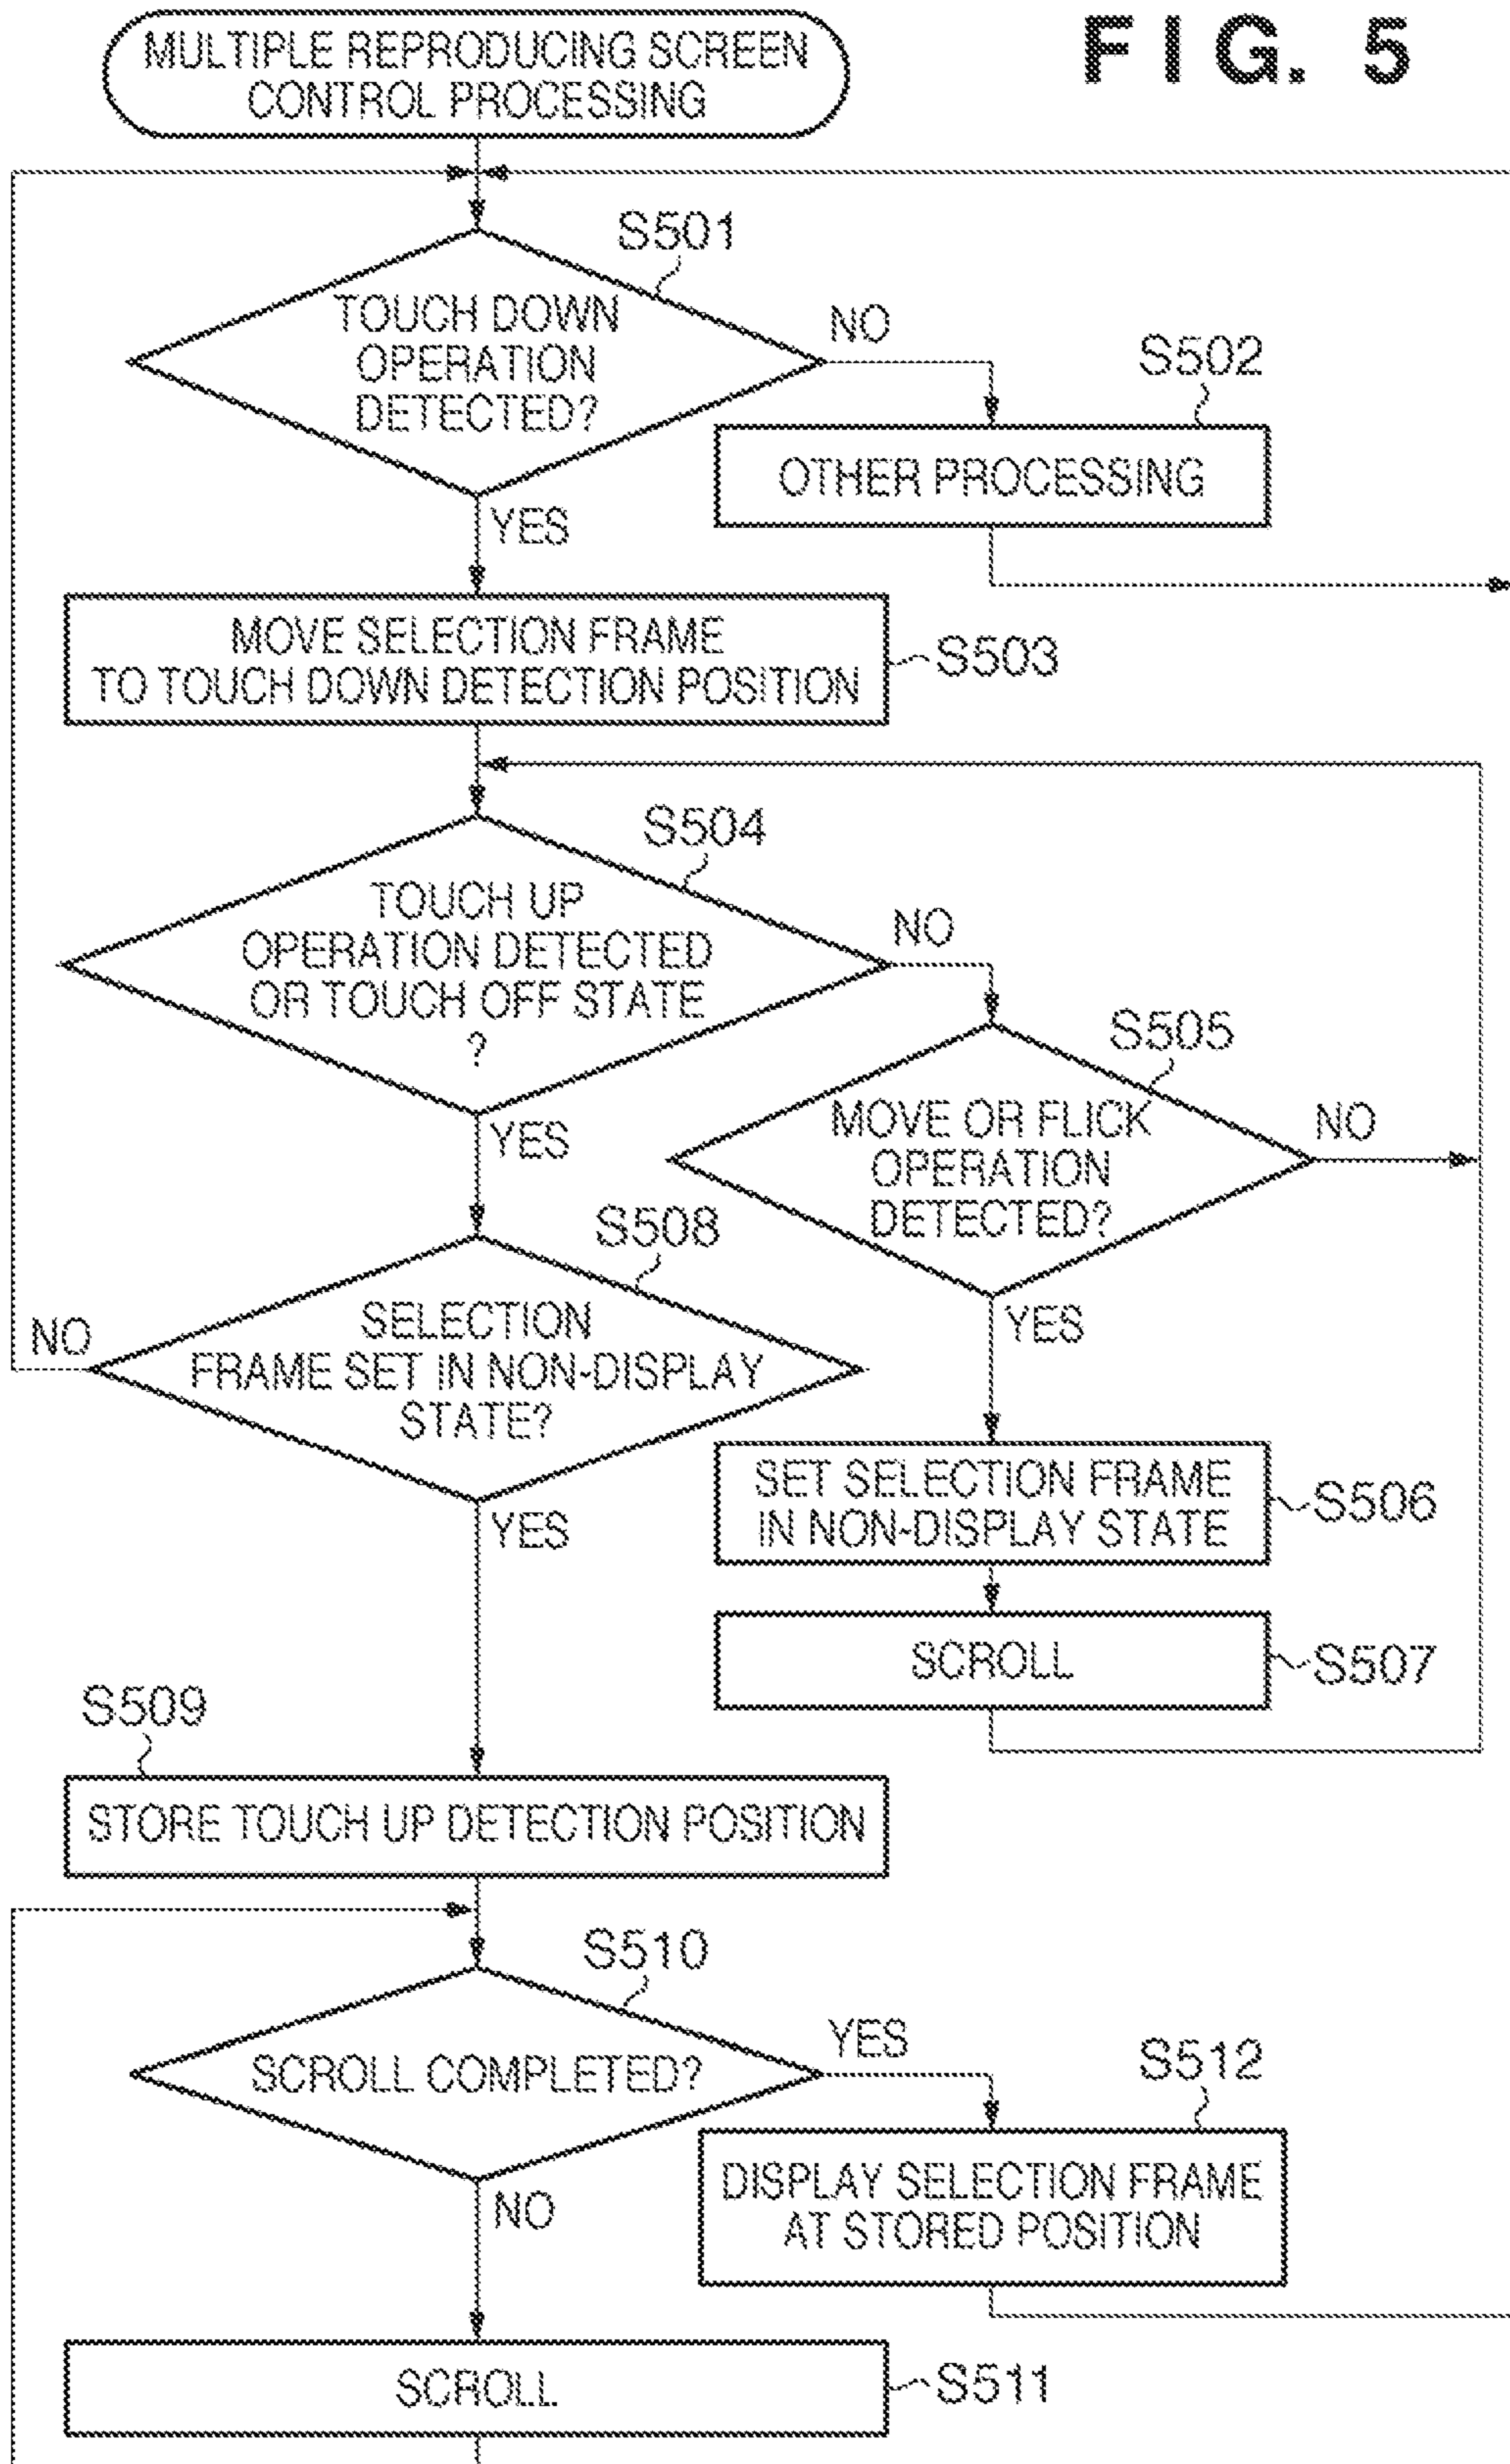 FIG. 5
MULTIPLE REPRODUCING SCREEN
CONTROL PROCESSING
S501
TOUCH DOWN
OPERATION
DETECTED?
NO
YES
S502
OTHER PROCESSING
MOVE SELECTION FRAME
TO TOUCH DOWN DETECTION POSITION
S503
S504
TOUCH UP
OPERATION DETECTED
OR TOUCH OFF STATE
?
NO
YES
S505
MOVE OR FLICK
OPERATION
DETECTED?
NO
YES
S508
SELECTION
FRAME SET IN NON-DISPLAY
STATE?
NO
YES
SET SELECTION FRAME
IN NON-DISPLAY STATE
S506
SCROLL
S507
S509
STORE TOUCH UP DETECTION POSITION
S510
SCROLL COMPLETED?
YES
NO
S512
DISPLAY SELECTION FRAME
AT STORED POSITION
SCROLL
S511